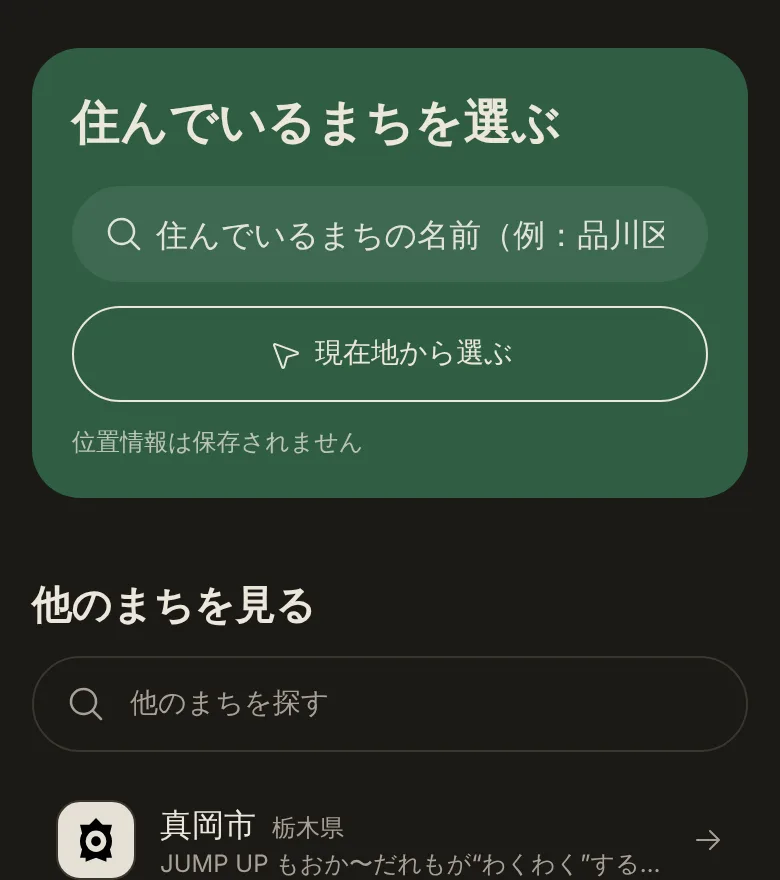 住んでいるまちを選ぶ
住んでいるまちの名前（例：品川区
現在地から選ぶ
位置情報は保存されません
他のまちを見る
他のまちを探す
真岡市 栃木県
JUMP UP もおか〜だれもが“わくわく”する...